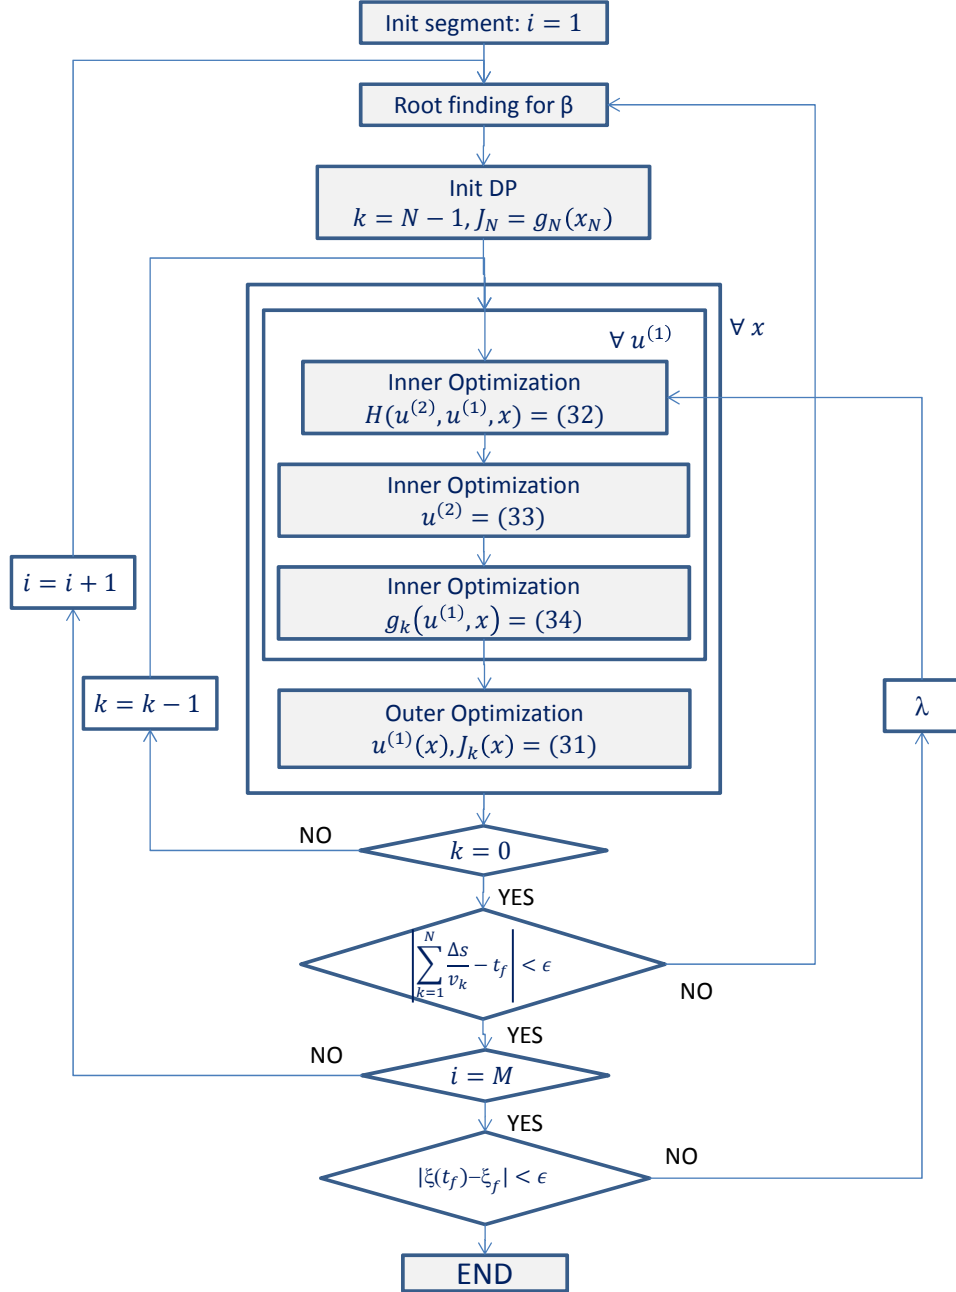 Init segment: i = 1
Root finding for β
Init DP
k = N − 1, J_N = g_N(x_N)
∀ x
∀ u^(1)
Inner Optimization
H(u^(2), u^(1), x) = (32)
Inner Optimization
u^(2) = (33)
i = i + 1
Inner Optimization
g_k(u^(1), x) = (34)
k = k − 1
λ
Outer Optimization
u^(1)(x), J_k(x) = (31)
NO
k = 0
YES
|∑_{k=1}^{N} Δs/v_k − t_f| < ϵ
NO
YES
NO
i = M
YES
NO
|ξ(t_f)−ξ_f| < ϵ
END